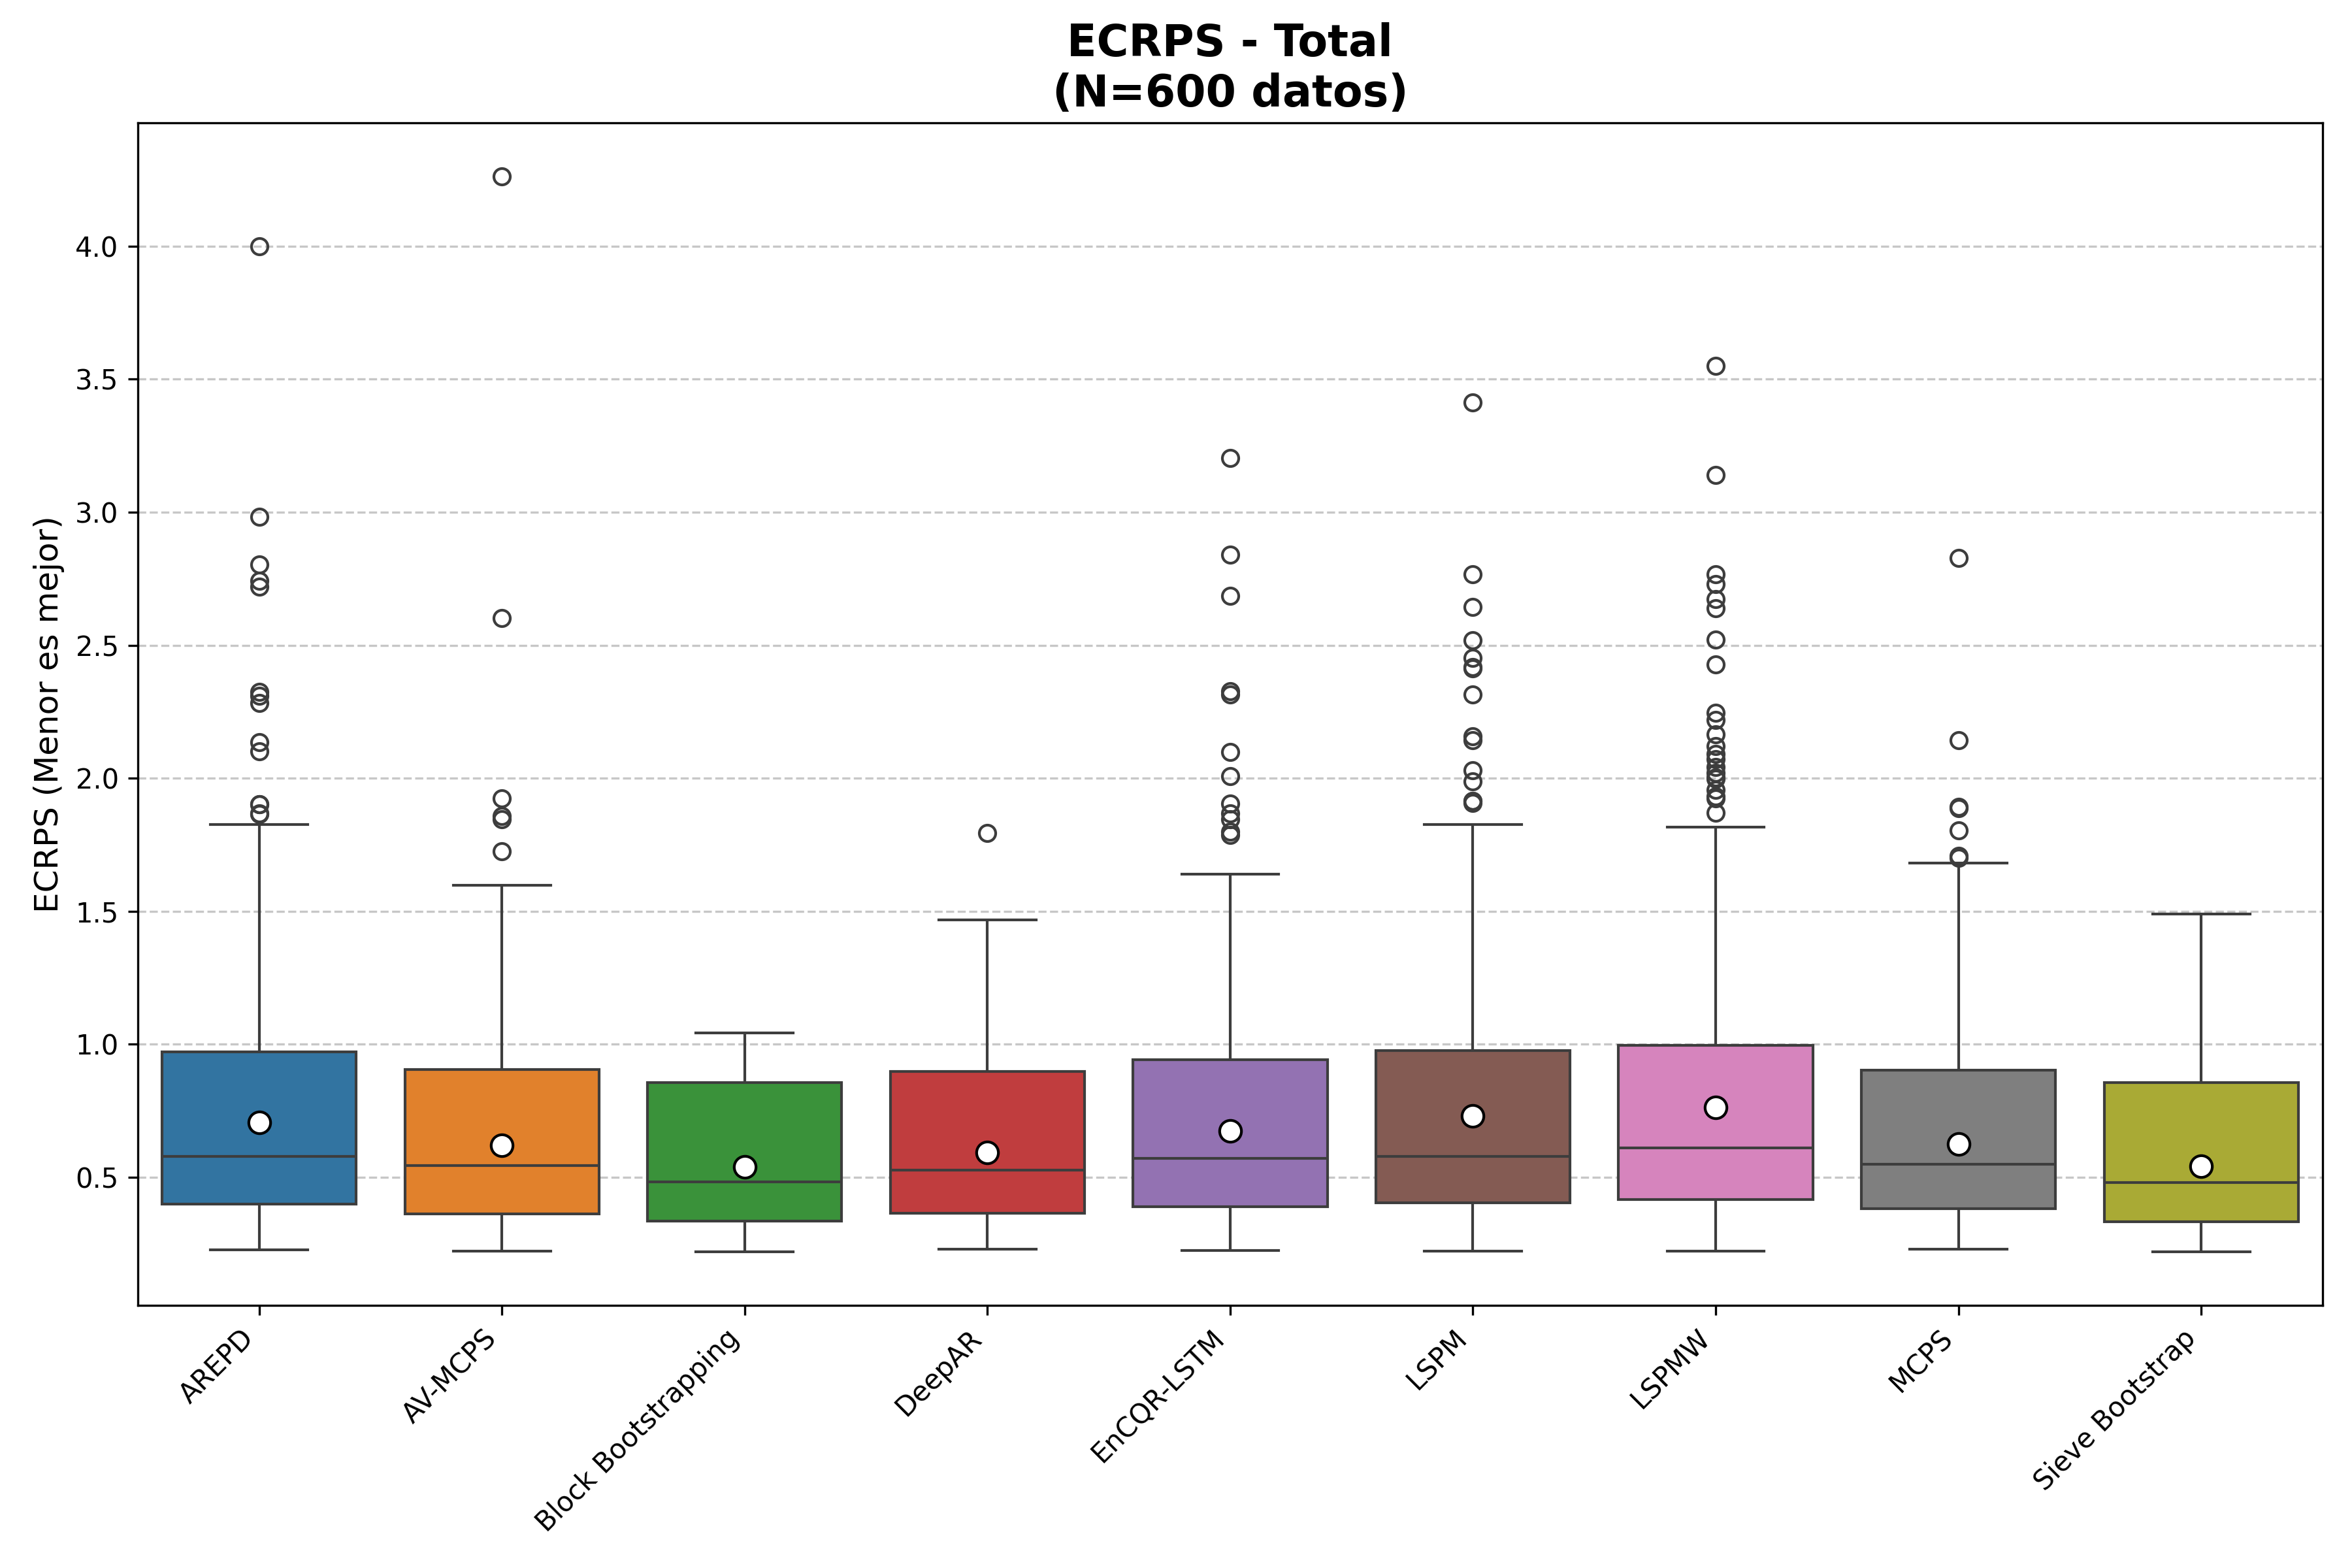 ECRPS - Total
(N=600 datos)
ECRPS (Menor es mejor)
4.0
3.5
3.0
2.5
2.0
1.5
1.0
0.5
AREPD
AV-MCPS
Block Bootstrapping
DeepAR
EnCQR-LSTM
LSPM
LSPMW
MCPS
Sieve Bootstrap